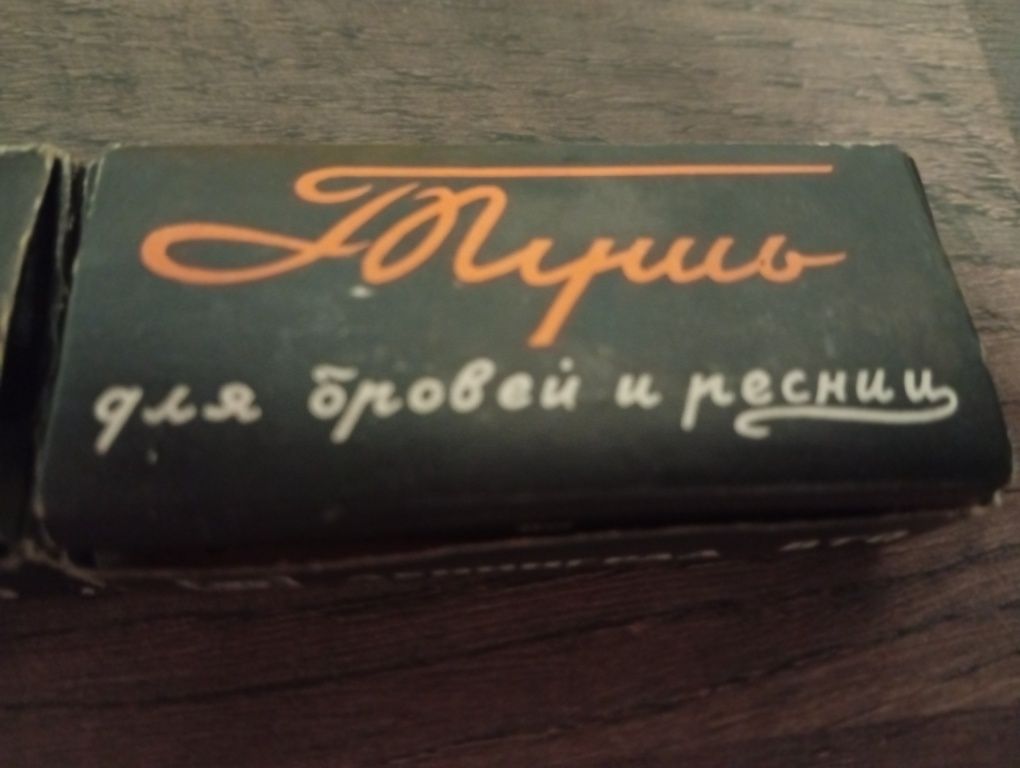 Тушь
для бровей и ресниц